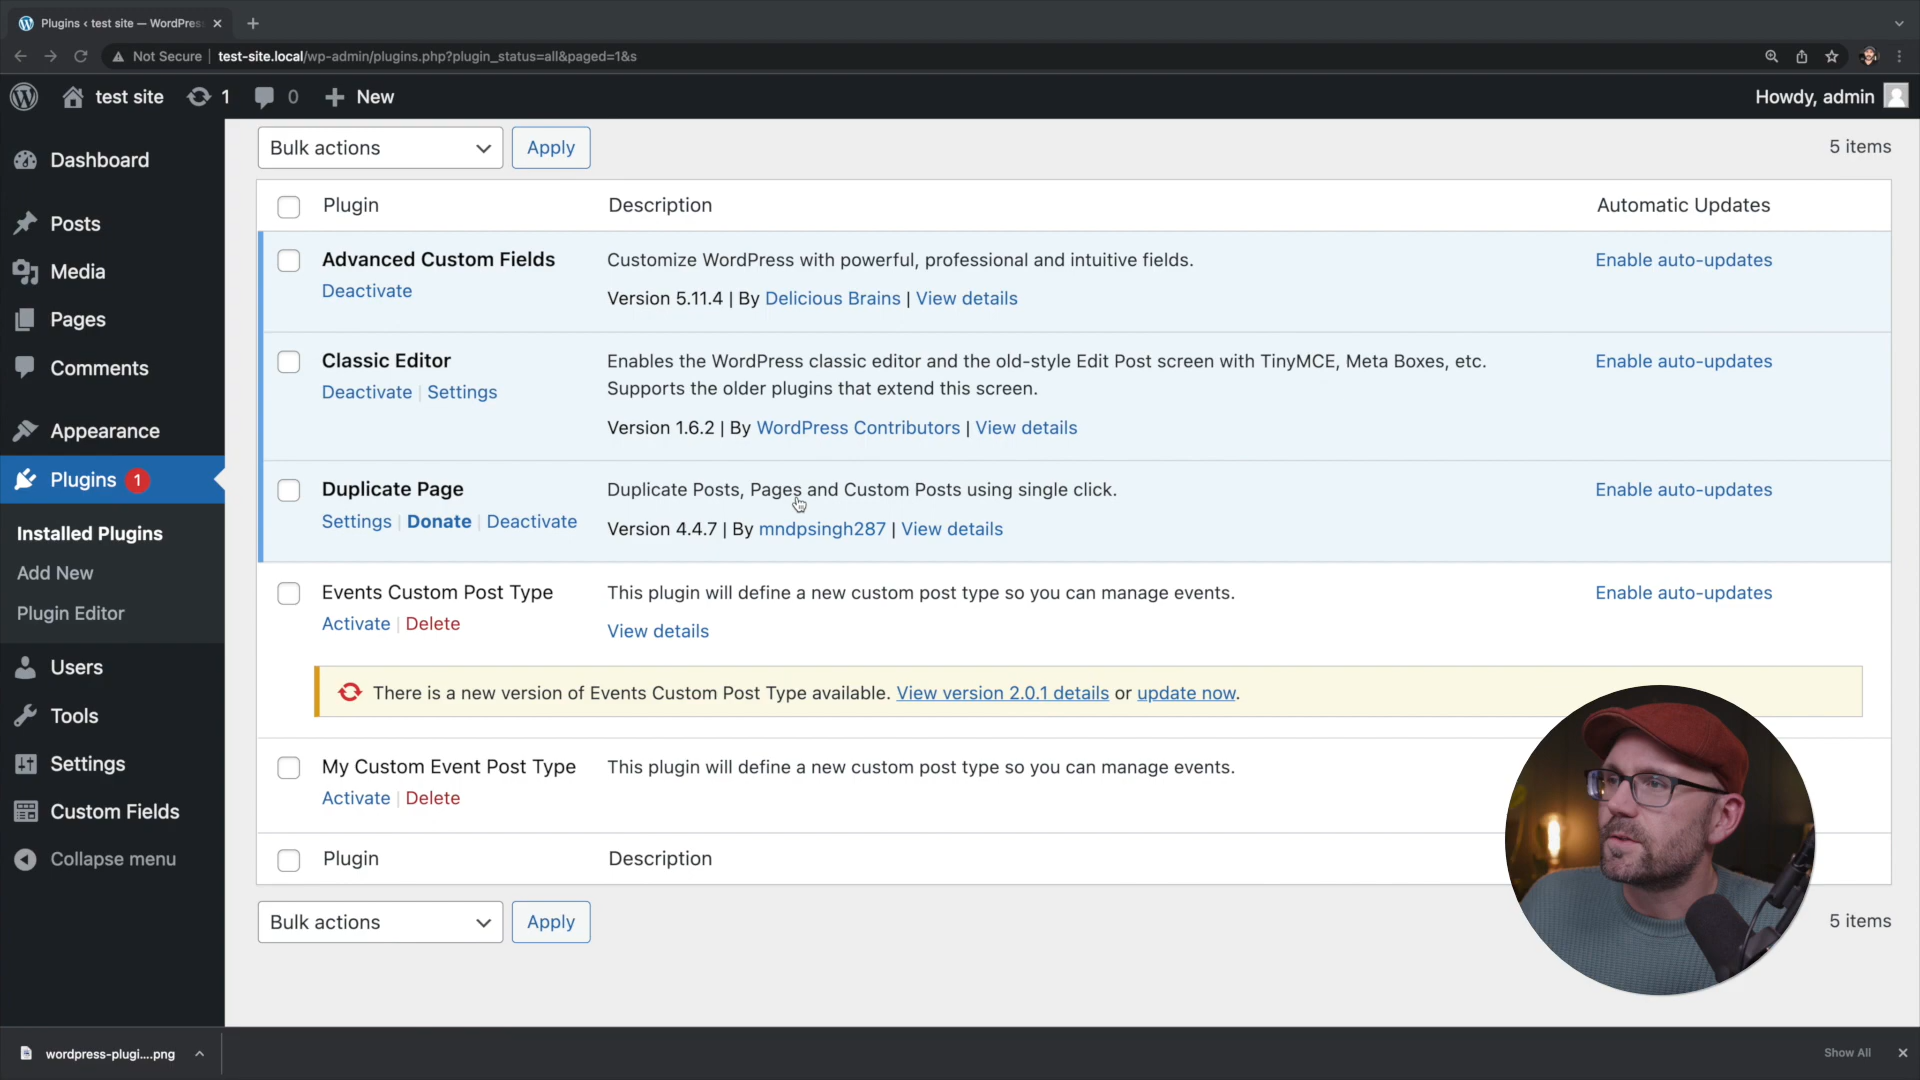 Plugins ‹ test site — WordPres
Not Secure | test-site.local/wp-admin/plugins.php?plugin_status=all&paged=1&s
test site 1 0 New Howdy, admin
Bulk actions Apply 5 items
Dashboard
Posts
Media
Pages
Comments
Appearance
Plugins 1
Installed Plugins
Add New
Plugin Editor
Users
Tools
Settings
Custom Fields
Collapse menu
Plugin Description Automatic Updates
Advanced Custom Fields Customize WordPress with powerful, professional and intuitive fields. Enable auto-updates
Deactivate
Version 5.11.4 | By Delicious Brains | View details
Classic Editor Enables the WordPress classic editor and the old-style Edit Post screen with TinyMCE, Meta Boxes, etc. Enable auto-updates
Deactivate | Settings Supports the older plugins that extend this screen.
Version 1.6.2 | By WordPress Contributors | View details
Duplicate Page Duplicate Posts, Pages and Custom Posts using single click. Enable auto-updates
Settings | Donate | Deactivate Version 4.4.7 | By mndpsingh287 | View details
Events Custom Post Type This plugin will define a new custom post type so you can manage events. Enable auto-updates
Activate | Delete View details
There is a new version of Events Custom Post Type available. View version 2.0.1 details or update now.
My Custom Event Post Type This plugin will define a new custom post type so you can manage events.
Activate | Delete
Plugin Description
Bulk actions Apply 5 items
wordpress-plugi....png Show All